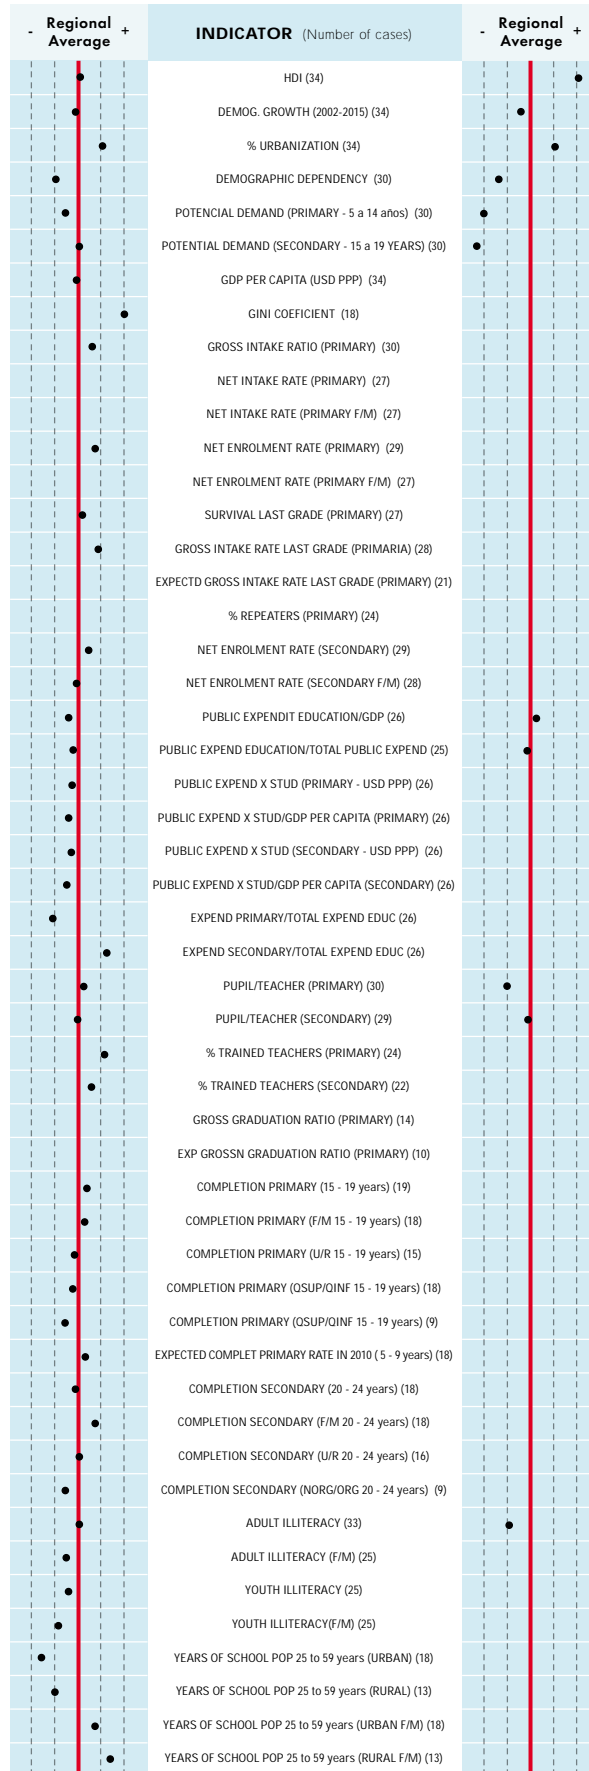 - Regional Average + INDICATOR (Number of cases) - Regional Average +
HDI (34)
DEMOG. GROWTH (2002-2015) (34)
% URBANIZATION (34)
DEMOGRAPHIC DEPENDENCY (30)
POTENCIAL DEMAND (PRIMARY - 5 a 14 años) (30)
POTENTIAL DEMAND (SECONDARY - 15 a 19 YEARS) (30)
GDP PER CAPITA (USD PPP) (34)
GINI COEFICIENT (18)
GROSS INTAKE RATIO (PRIMARY) (30)
NET INTAKE RATE (PRIMARY) (27)
NET INTAKE RATE (PRIMARY F/M) (27)
NET ENROLMENT RATE (PRIMARY) (29)
NET ENROLMENT RATE (PRIMARY F/M) (27)
SURVIVAL LAST GRADE (PRIMARY) (27)
GROSS INTAKE RATE LAST GRADE (PRIMARIA) (28)
EXPECTD GROSS INTAKE RATE LAST GRADE (PRIMARY) (21)
% REPEATERS (PRIMARY) (24)
NET ENROLMENT RATE (SECONDARY) (29)
NET ENROLMENT RATE (SECONDARY F/M) (28)
PUBLIC EXPENDIT EDUCATION/GDP (26)
PUBLIC EXPEND EDUCATION/TOTAL PUBLIC EXPEND (25)
PUBLIC EXPEND X STUD (PRIMARY - USD PPP) (26)
PUBLIC EXPEND X STUD/GDP PER CAPITA (PRIMARY) (26)
PUBLIC EXPEND X STUD (SECONDARY - USD PPP) (26)
PUBLIC EXPEND X STUD/GDP PER CAPITA (SECONDARY) (26)
EXPEND PRIMARY/TOTAL EXPEND EDUC (26)
EXPEND SECONDARY/TOTAL EXPEND EDUC (26)
PUPIL/TEACHER (PRIMARY) (30)
PUPIL/TEACHER (SECONDARY) (29)
% TRAINED TEACHERS (PRIMARY) (24)
% TRAINED TEACHERS (SECONDARY) (22)
GROSS GRADUATION RATIO (PRIMARY) (14)
EXP GROSSN GRADUATION RATIO (PRIMARY) (10)
COMPLETION PRIMARY (15 - 19 years) (19)
COMPLETION PRIMARY (F/M 15 - 19 years) (18)
COMPLETION PRIMARY (U/R 15 - 19 years) (15)
COMPLETION PRIMARY (QSUP/QINF 15 - 19 years) (18)
COMPLETION PRIMARY (QSUP/QINF 15 - 19 years) (9)
EXPECTED COMPLET PRIMARY RATE IN 2010 ( 5 - 9 years) (18)
COMPLETION SECONDARY (20 - 24 years) (18)
COMPLETION SECONDARY (F/M 20 - 24 years) (18)
COMPLETION SECONDARY (U/R 20 - 24 years) (16)
COMPLETION SECONDARY (NORG/ORG 20 - 24 years) (9)
ADULT ILLITERACY (33)
ADULT ILLITERACY (F/M) (25)
YOUTH ILLITERACY (25)
YOUTH ILLITERACY(F/M) (25)
YEARS OF SCHOOL POP 25 to 59 years (URBAN) (18)
YEARS OF SCHOOL POP 25 to 59 years (RURAL) (13)
YEARS OF SCHOOL POP 25 to 59 years (URBAN F/M) (18)
YEARS OF SCHOOL POP 25 to 59 years (RURAL F/M) (13)